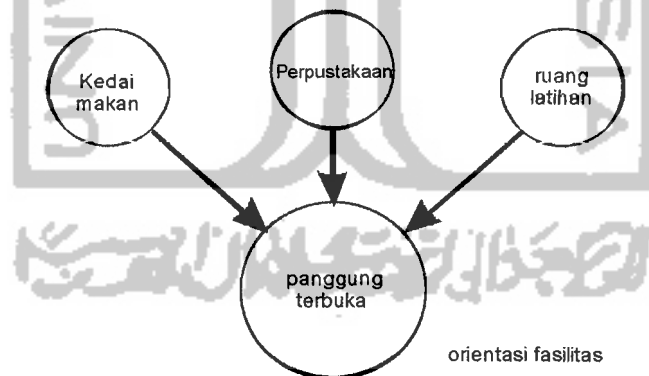 Kedai
makan
Perpustakaan
ruang
latihan
panggung
terbuka
orientasi fasilitas